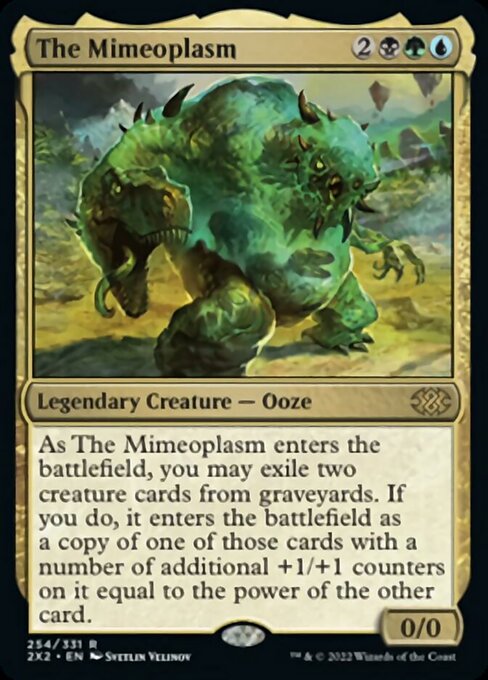 The Mimeoplasm 2
Legendary Creature — Ooze
As The Mimeoplasm enters the
battlefield, you may exile two
creature cards from graveyards. If
you do, it enters the battlefield as
a copy of one of those cards with a
number of additional +1/+1 counters
on it equal to the power of the other
card.
0/0
254/331 R
2X2 • EN Svetlin Velinov
™ & © 2022 Wizards of the Coast